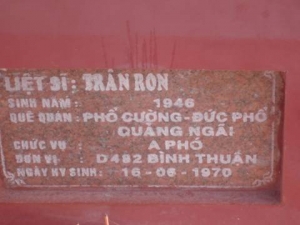 LIỆT SĨ: TRẦN RON
SINH NĂM: 1946
QUÊ QUÁN: PHỔ CƯỜNG-ĐỨC PHỔ
QUẢNG NGÃI
CHỨC VỤ : A PHÓ
ĐƠN VỊ : D482 BÌNH THUẬN
NGÀY HY SINH: 16-06-1970